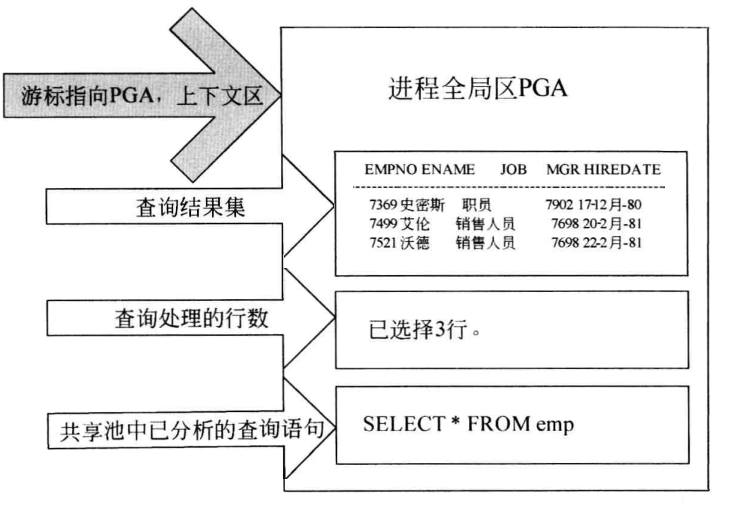 游标指向PGA，上下文区
进程全局区PGA
查询结果集
EMPNO ENAME JOB MGR HIREDATE
7369 史密斯 职员 7902 17-12月-80
7499 艾伦 销售人员 7698 20-2月-81
7521 沃德 销售人员 7698 22-2月-81
查询处理的行数
已选择3行。
共享池中已分析的查询语句
SELECT * FROM emp